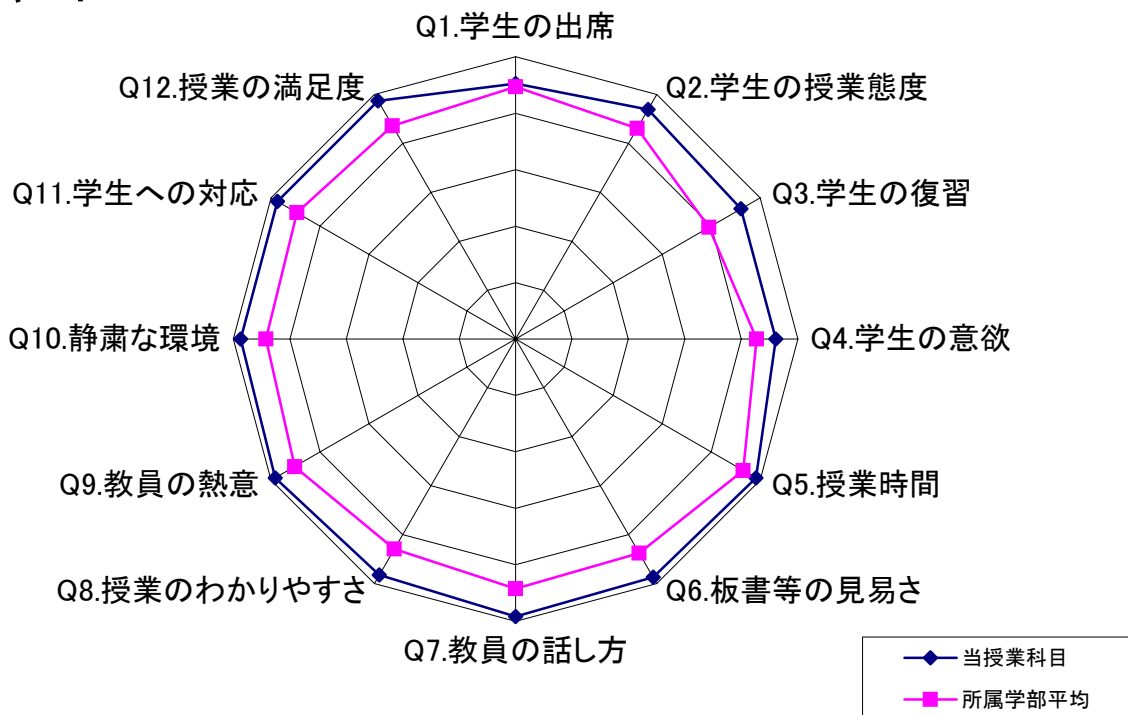 Q1.学生の出席
Q2.学生の授業態度
Q3.学生の復習
Q4.学生の意欲
Q5.授業時間
Q6.板書等の見易さ
Q7.教員の話し方
Q8.授業のわかりやすさ
Q9.教員の熱意
Q10.静粛な環境
Q11.学生への対応
Q12.授業の満足度
当授業科目
所属学部平均